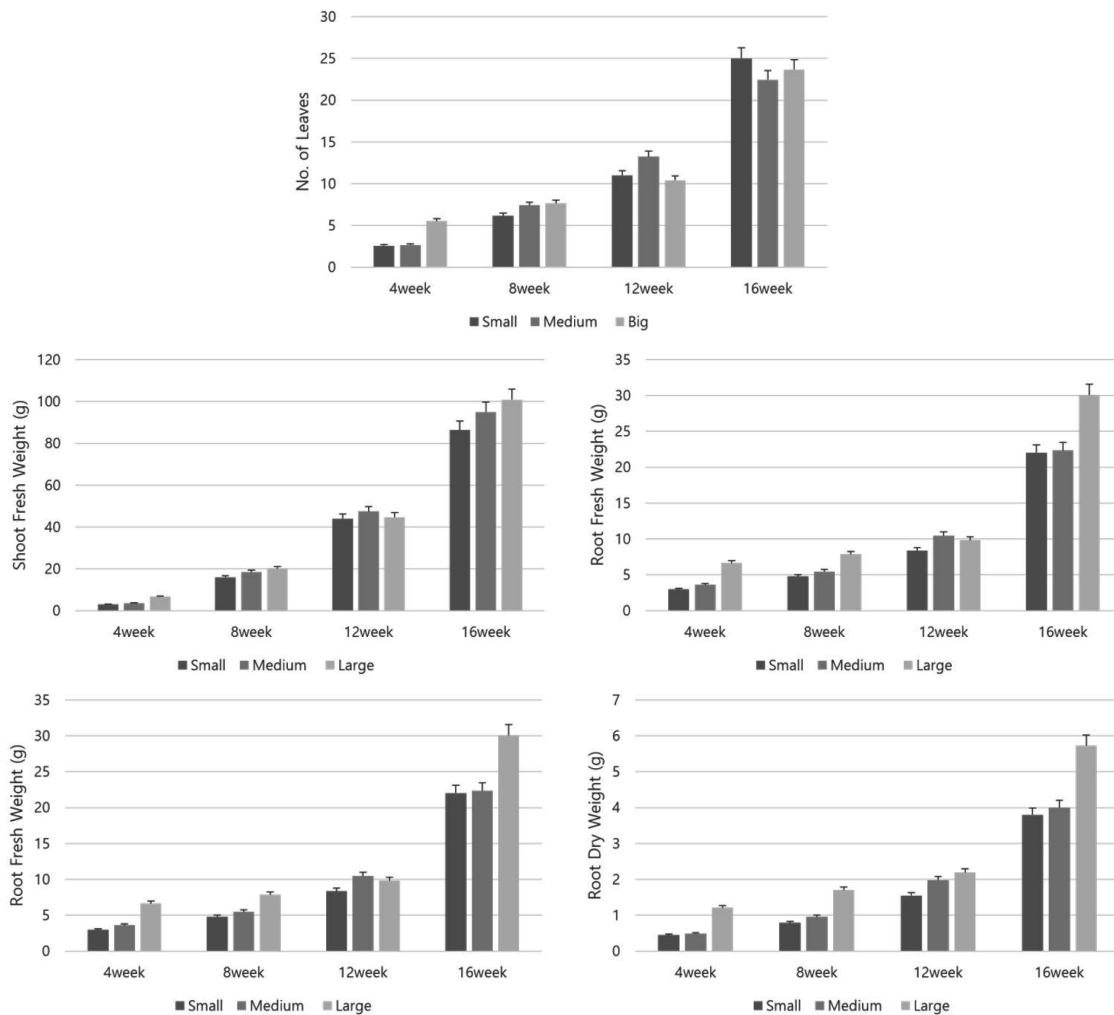 No. of Leaves
30
25
20
15
10
5
0
4week 8week 12week 16week
Small Medium Big
Shoot Fresh Weight (g)
120
100
80
60
40
20
0
4week 8week 12week 16week
Small Medium Large
Root Fresh Weight (g)
35
30
25
20
15
10
5
0
4week 8week 12week 16week
Small Medium Large
Root Fresh Weight (g)
35
30
25
20
15
10
5
0
4week 8week 12week 16week
Small Medium Large
Root Dry Weight (g)
7
6
5
4
3
2
1
0
4week 8week 12week 16week
Small Medium Large